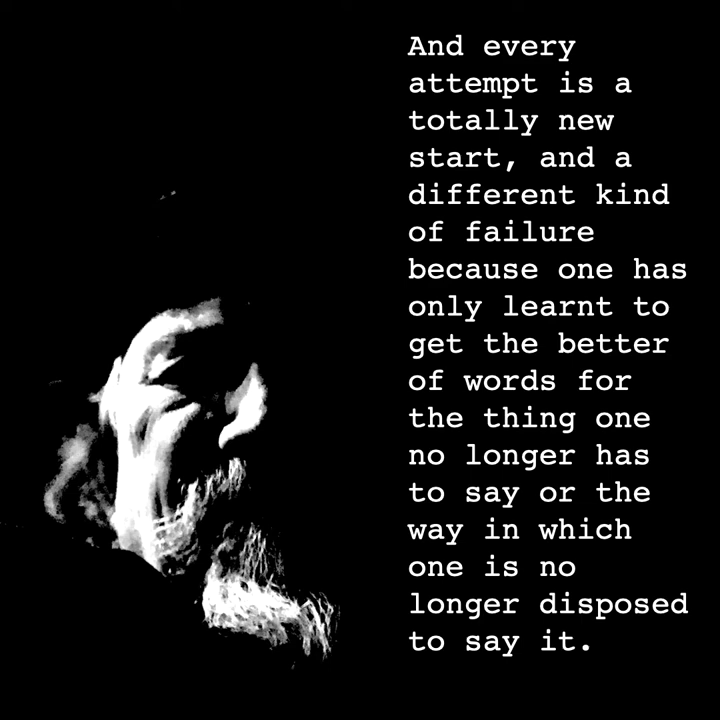 And every
attempt is a
totally new
start, and a
different kind
of failure
because one has
only learnt to
get the better
of words for
the thing one
no longer has
to say or the
way in which
one is no
longer disposed
to say it.